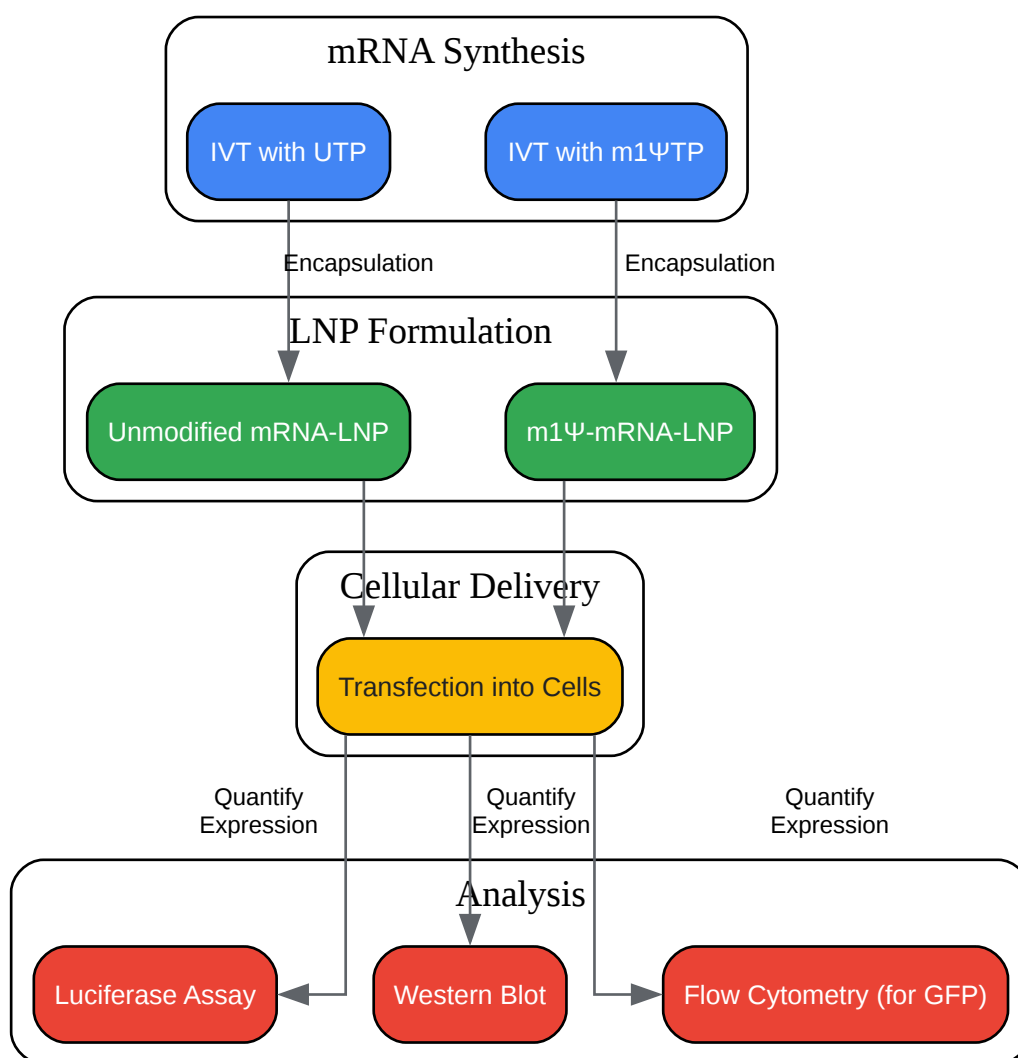 mRNA Synthesis
IVT with UTP
IVT with m1ΨTP
Encapsulation
Encapsulation
LNP Formulation
Unmodified mRNA-LNP
m1Ψ-mRNA-LNP
Cellular Delivery
Transfection into Cells
Quantify
Expression
Quantify
Expression
Quantify
Expression
Analysis
Luciferase Assay
Western Blot
Flow Cytometry (for GFP)